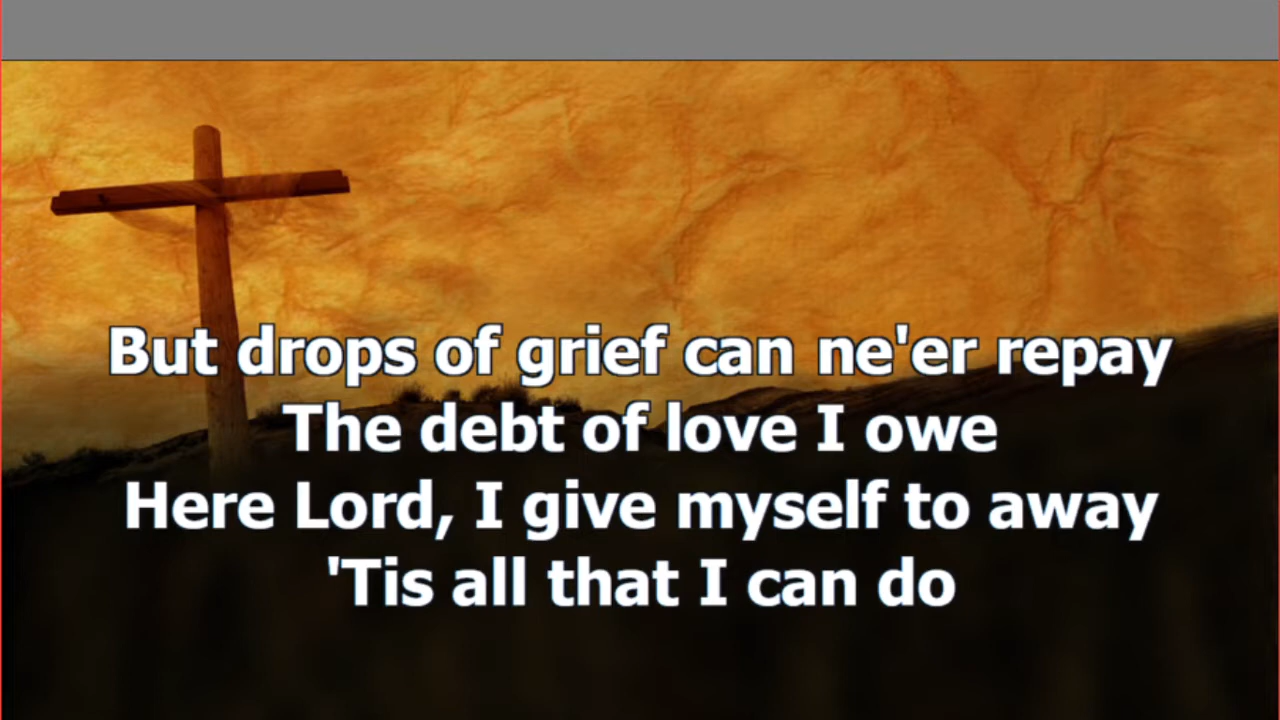 But drops of grief can ne'er repay
The debt of love I owe
Here Lord, I give myself to away
'Tis all that I can do